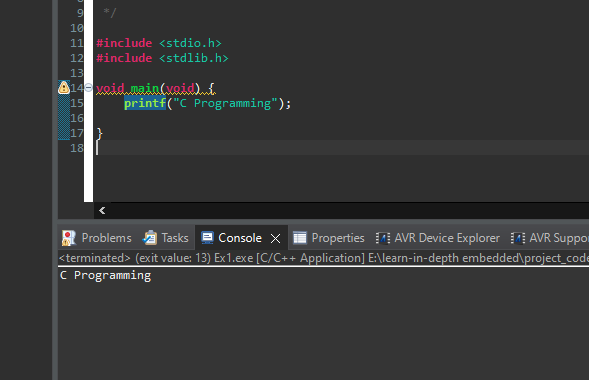 9 */
10
11 #include <stdio.h>
12 #include <stdlib.h>
13
14 void main(void) {
15 printf("C Programming");
16
17 }
18
Problems Tasks Console Properties AVR Device Explorer AVR Suppo
<terminated> (exit value: 13) Ex1.exe [C/C++ Application] E:\learn-in-depth embedded\project_code
C Programming